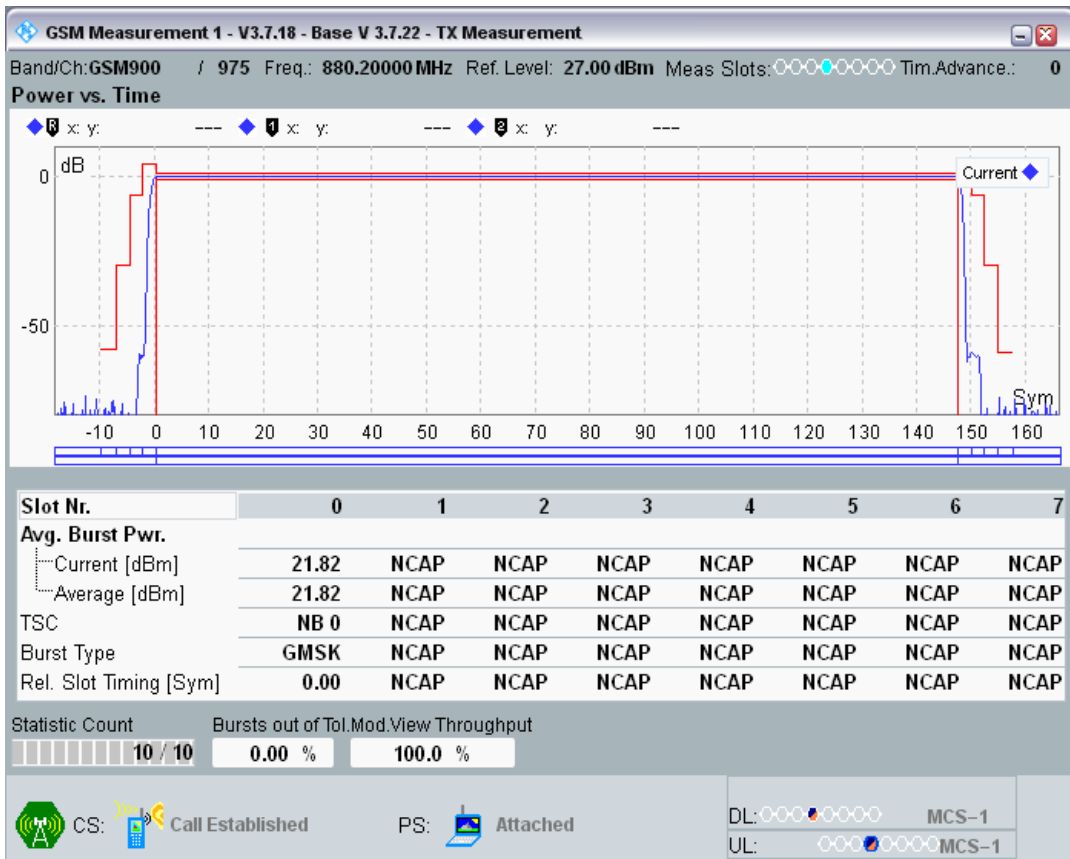 GSM Measurement 1 - V3.7.18 - Base V 3.7.22 - TX Measurement
Band/Ch:GSM900 / 975 Freq.: 880.20000 MHz Ref. Level: 27.00 dBm Meas Slots: Tim.Advance.: 0
Power vs. Time
R x: y: --- 1 x: y: --- 2 x: y: ---
dB
Current
0
-50
Sym
-10 0 10 20 30 40 50 60 70 80 90 100 110 120 130 140 150 160
Slot Nr. 0 1 2 3 4 5 6 7
Avg. Burst Pwr.
Current [dBm] 21.82 NCAP NCAP NCAP NCAP NCAP NCAP NCAP
Average [dBm] 21.82 NCAP NCAP NCAP NCAP NCAP NCAP NCAP
TSC NB 0 NCAP NCAP NCAP NCAP NCAP NCAP NCAP
Burst Type GMSK NCAP NCAP NCAP NCAP NCAP NCAP NCAP
Rel. Slot Timing [Sym] 0.00 NCAP NCAP NCAP NCAP NCAP NCAP NCAP
Statistic Count Bursts out of Tol. Mod.View Throughput
10 / 10 0.00 % 100.0 %
CS: Call Established PS: Attached
DL: MCS-1
UL: MCS-1